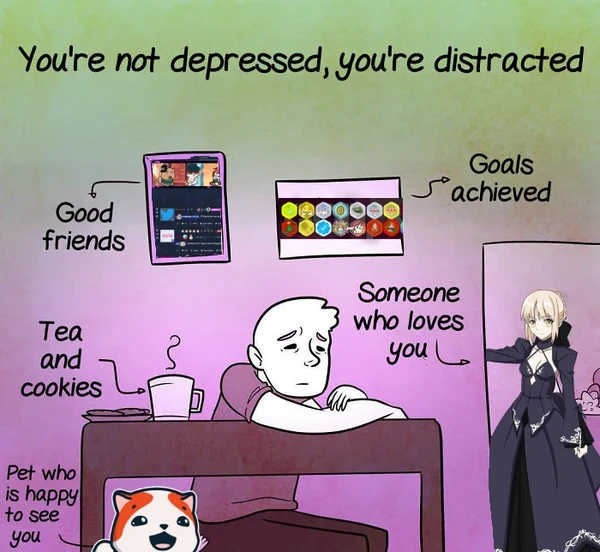 You're not depressed, you're distracted
Good
friends
Goals
achieved
Someone
who loves
you
Tea
and
cookies
Pet who
is happy
to see
you